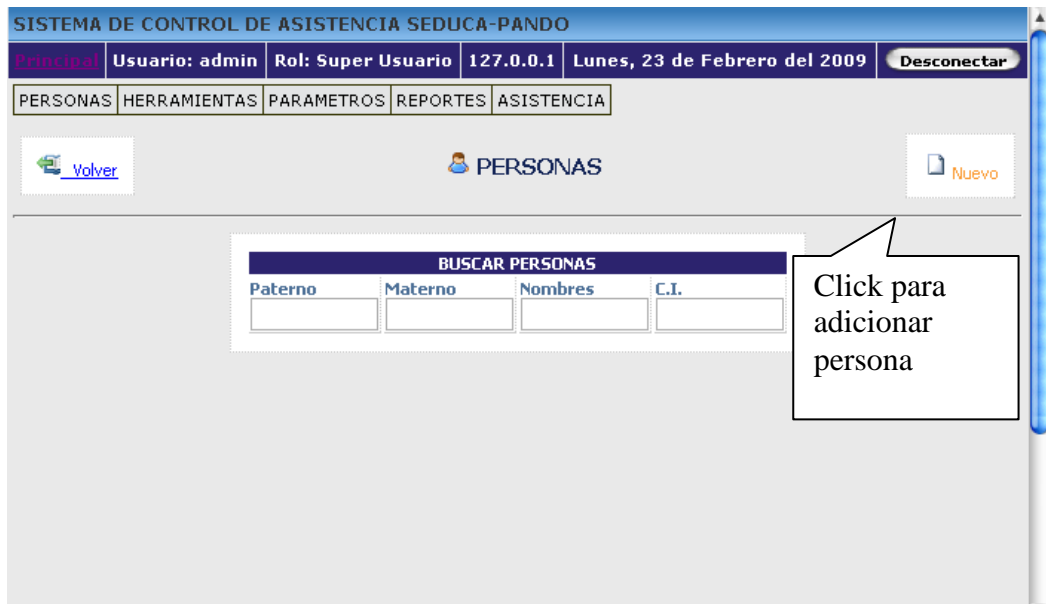 SISTEMA DE CONTROL DE ASISTENCIA SEDUCA-PANDO
Principal Usuario: admin Rol: Super Usuario 127.0.0.1 Lunes, 23 de Febrero del 2009 Desconectar
PERSONAS HERRAMIENTAS PARAMETROS REPORTES ASISTENCIA
Volver PERSONAS Nuevo
BUSCAR PERSONAS
Paterno Materno Nombres C.I.
Click para
adicionar
persona